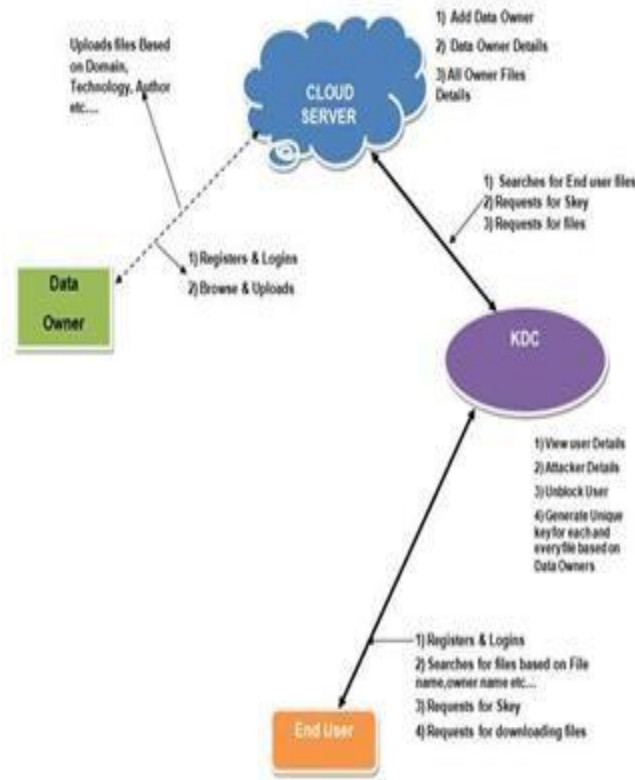 Uploads files Based
on Domain,
Technology, Author
etc....
CLOUD
SERVER
1) Add Data Owner
2) Data Owner Details
3) All Owner Files
Details
1) Searches for End user files
2) Requests for Skey
3) Requests for files
1) Registers & Logins
2) Browse & Uploads
Data
Owner
KDC
1) View user Details
2) Attacker Details
3) Unblock User
4) Generate Unique
key for each and
every file based on
Data Owners
1) Registers & Logins
2) Searches for files based on File
name,owner name etc...
3) Requests for Skey
4) Requests for downloading files
End User